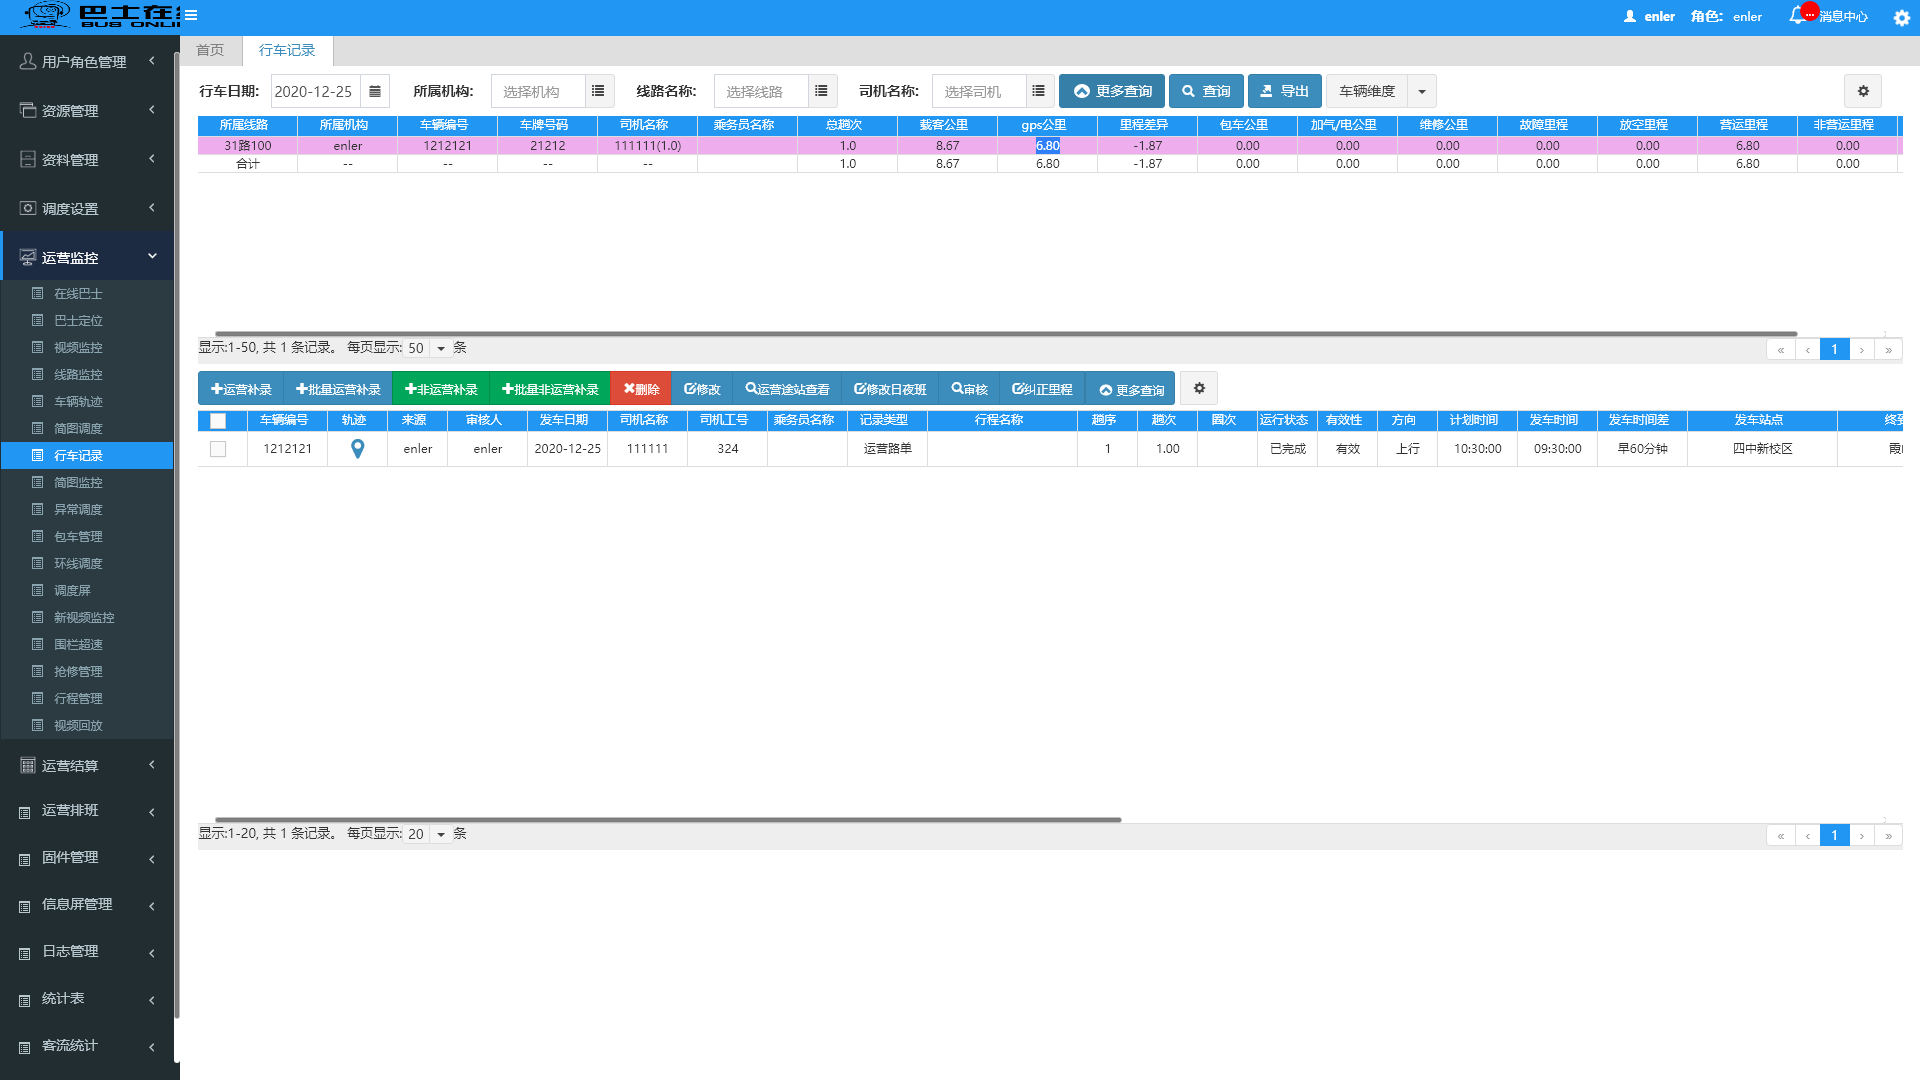 巴士在
BUS ONLI
enler 角色: enler ... 消息中心
用户角色管理
资源管理
资料管理
调度设置
运营监控
在线巴士
巴士定位
视频监控
线路监控
车辆轨迹
简图调度
行车记录
简图监控
异常调度
包车管理
环线调度
调度屏
新视频监控
围栏超速
抢修管理
行程管理
视频回放
运营结算
运营排班
固件管理
信息屏管理
日志管理
统计表
客流统计
首页 行车记录
行车日期: 2020-12-25 所属机构: 选择机构 线路名称: 选择线路 司机名称: 选择司机 更多查询 查询 导出 车辆维度
所属线路 所属机构 车辆编号 车牌号码 司机名称 乘务员名称 总趟次 载客公里 gps公里 里程差异 包车公里 加气/电公里 维修公里 故障里程 放空里程 营运里程 非营运里程
31路100 enler 1212121 21212 111111(1.0) 1.0 8.67 6.80 -1.87 0.00 0.00 0.00 0.00 0.00 6.80 0.00
合计 -- -- -- -- 1.0 8.67 6.80 -1.87 0.00 0.00 0.00 0.00 0.00 6.80 0.00
显示:1-50, 共 1 条记录。 每页显示: 50 条 « ‹ 1 › »
运营补录 批量运营补录 非运营补录 批量非运营补录 删除 修改 运营途站查看 修改日夜班 审核 纠正里程 更多查询
车辆编号 轨迹 来源 审核人 发车日期 司机名称 司机工号 乘务员名称 记录类型 行程名称 趟序 趟次 圈次 运行状态 有效性 方向 计划时间 发车时间 发车时间差 发车站点 终到
1212121 enler enler 2020-12-25 111111 324 运营路单 1 1.00 已完成 有效 上行 10:30:00 09:30:00 早60分钟 四中新校区 霞
显示:1-20, 共 1 条记录。 每页显示: 20 条 « ‹ 1 › »